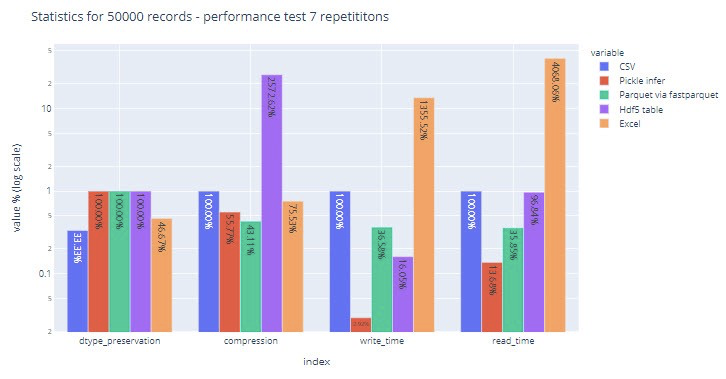 Statistics for 50000 records - performance test 7 repetititons
value % (log scale)
5
2
10
5
2
1
5
2
0.1
5
2
33.33%
100.00%
100.00%
100.00%
46.67%
100.00%
55.77%
43.11%
2572.62%
75.53%
100.00%
36.58%
16.05%
1355.52%
100.00%
13.68%
35.85%
96.84%
4068.06%
dtype_preservation
compression
write_time
read_time
index
variable
CSV
Pickle infer
Parquet via fastparquet
Hdf5 table
Excel